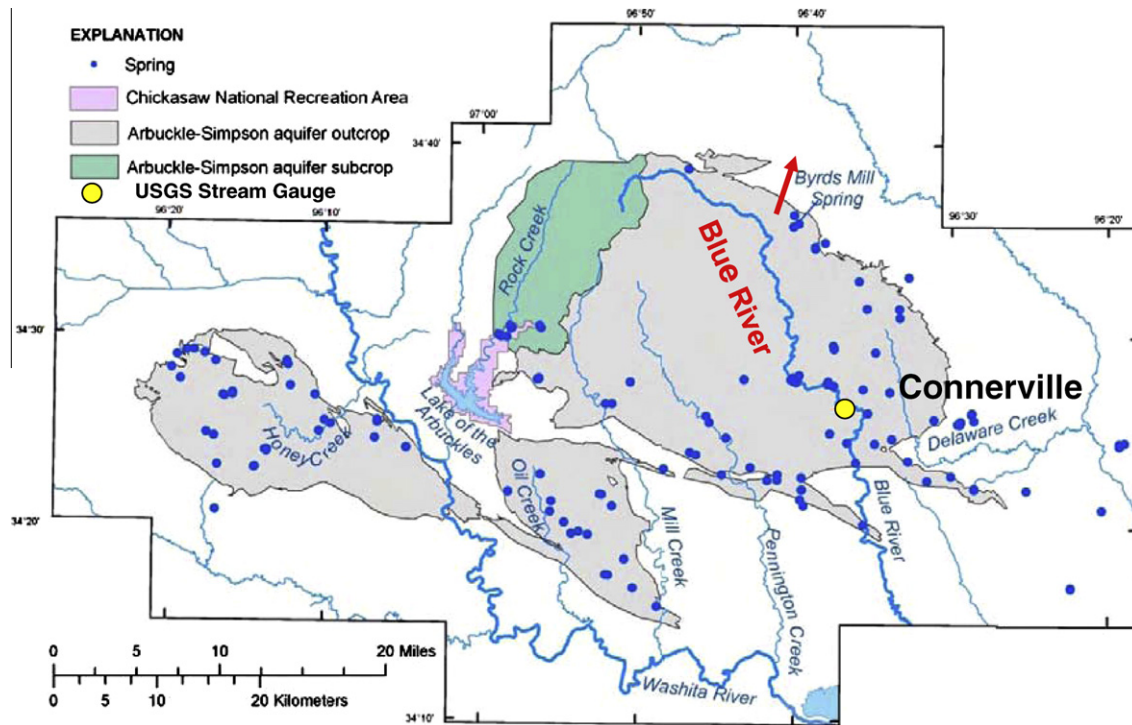 96°50'
96°40'
EXPLANATION
Spring
Chickasaw National Recreation Area
97°00'
Arbuckle-Simpson aquifer outcrop
34°40'
Arbuckle-Simpson aquifer subcrop
USGS Stream Gauge
Byrds Mill
Spring
96°20'
96°10'
96°30'
96°20'
Rock Creek
Blue River
34°30'
Connerville
Lake of the
Arbuckles
Honey Creek
Delaware Creek
Oil Creek
34°20'
Mill Creek
Pennington Creek
Blue River
0 5 10 20 Miles
0 5 10 20 Kilometers
Washita River
34°10'